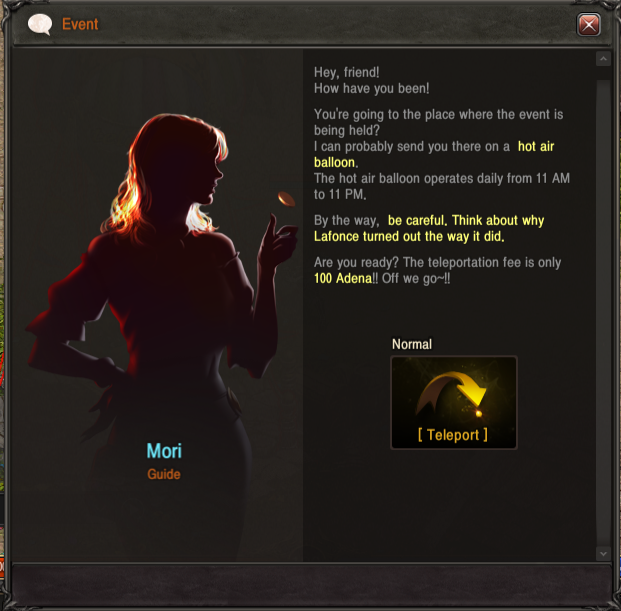 Event
Hey, friend!
How have you been!
You're going to the place where the event is
being held?
I can probably send you there on a hot air
balloon.
The hot air balloon operates daily from 11 AM
to 11 PM.
By the way, be careful. Think about why
Lafonce turned out the way it did.
Are you ready? The teleportation fee is only
100 Adena!! Off we go~!!
Normal
[ Teleport ]
Mori
Guide